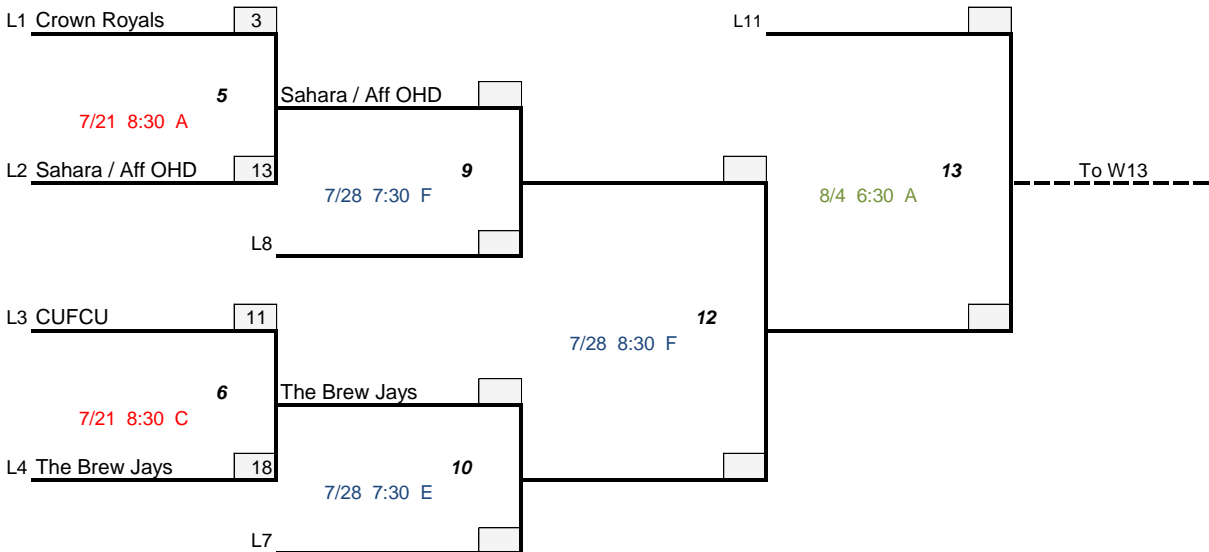 L1 Crown Royals 3 L11
5 Sahara / Aff OHD
7/21 8:30 A
L2 Sahara / Aff OHD 13 9 13 To W13
7/28 7:30 F 8/4 6:30 A
L8
L3 CUFCU 11 12
7/28 8:30 F
6 The Brew Jays
7/21 8:30 C
L4 The Brew Jays 18 10
7/28 7:30 E
L7